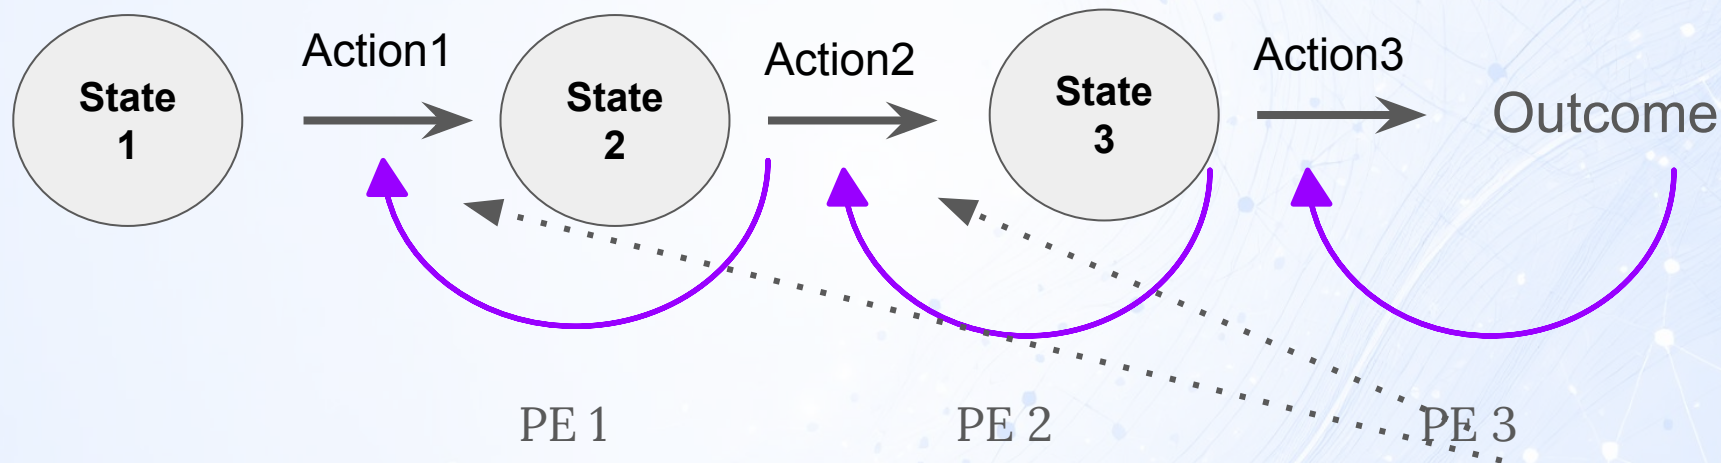 State
1
Action1
State
2
Action2
State
3
Action3
Outcome
PE 1
PE 2
PE 3